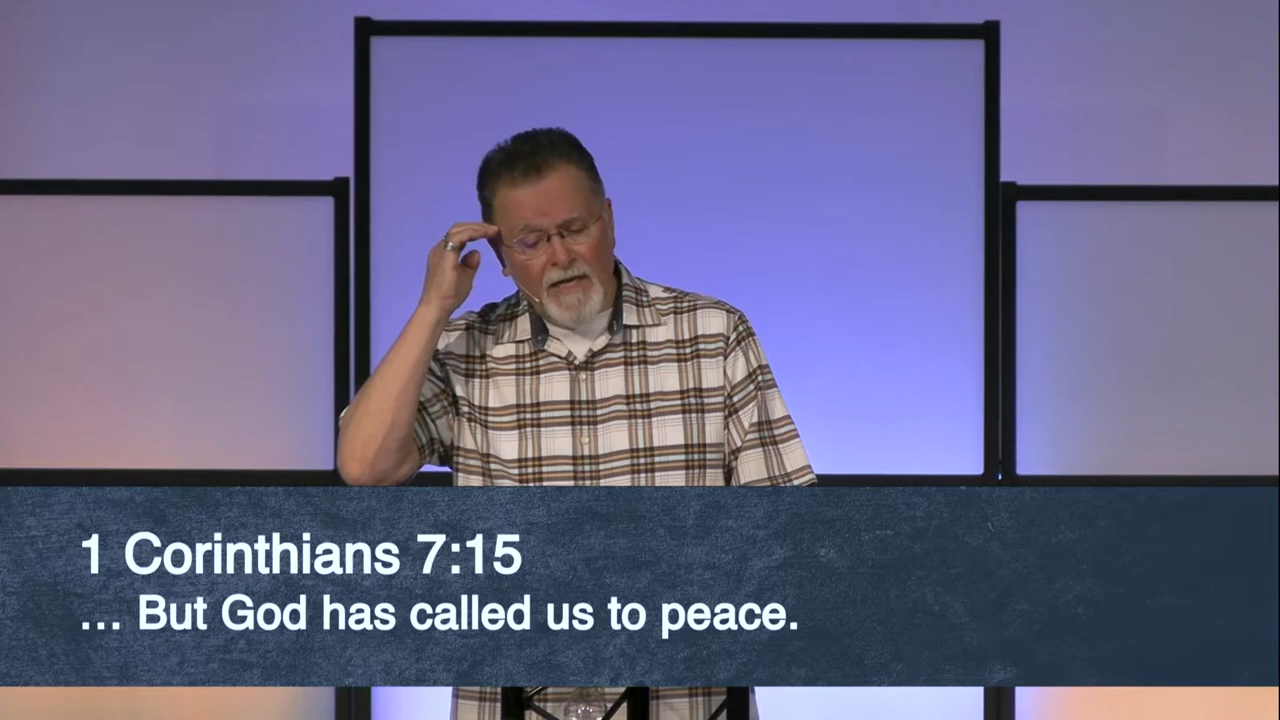 1 Corinthians 7:15
… But God has called us to peace.